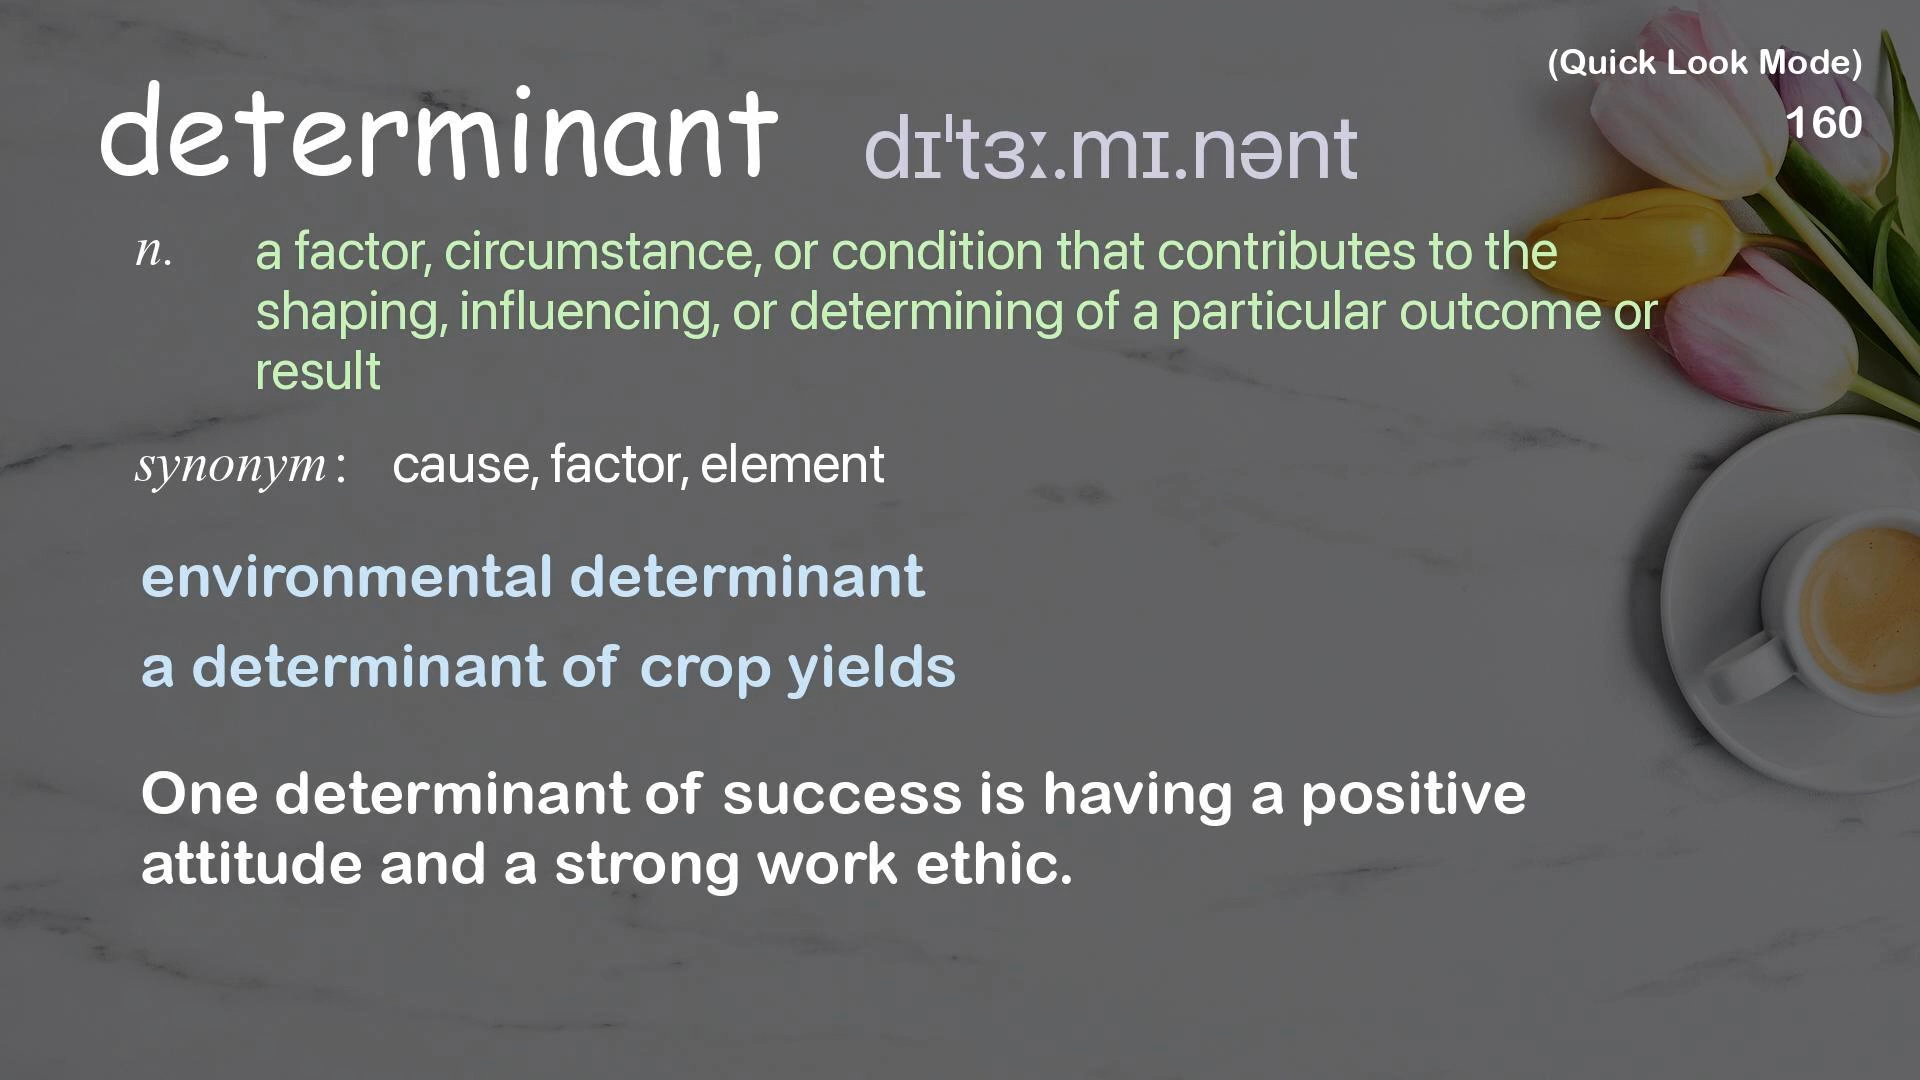 (Quick Look Mode)
determinant dɪˈtɜː.mɪ.nənt
160
n. a factor, circumstance, or condition that contributes to the
shaping, influencing, or determining of a particular outcome or
result
synonym: cause, factor, element
environmental determinant
a determinant of crop yields
One determinant of success is having a positive
attitude and a strong work ethic.